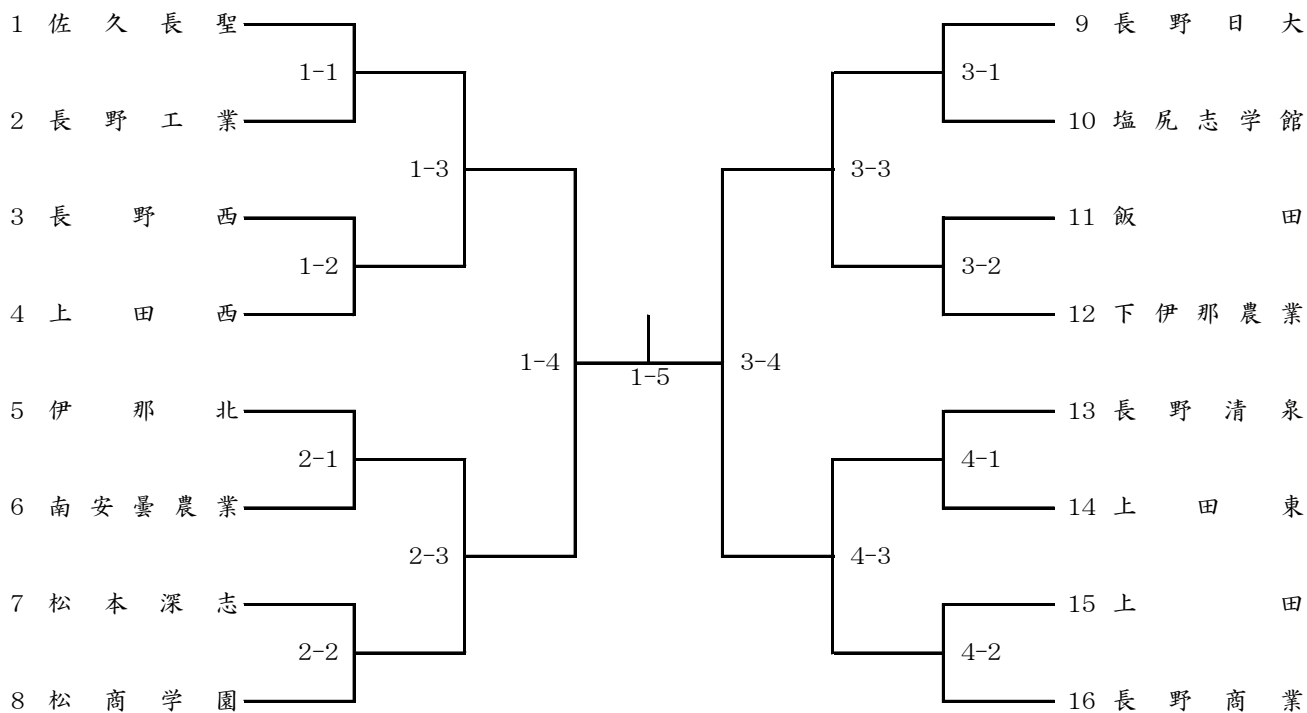 1 佐久長聖
1-1
2 長野工業
1-3
3 長野西
1-2
4 上田西
1-4
5 伊那北
2-1
6 南安曇農業
2-3
7 松本深志
2-2
8 松商学園
1-5
9 長野日大
3-1
10 塩尻志学館
3-3
11 飯田
3-2
12 下伊那農業
3-4
13 長野清泉
4-1
14 上田東
4-3
15 上田
4-2
16 長野商業